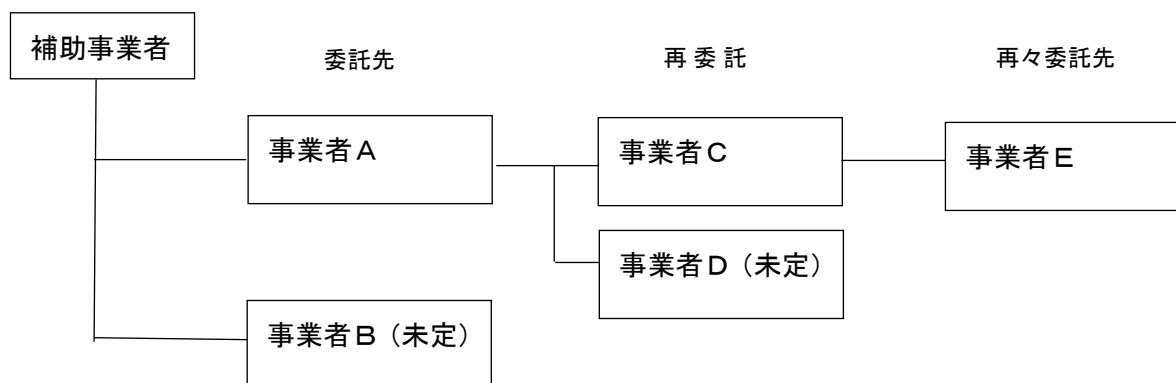 補助事業者
委託先
再委託
再々委託先
事業者A
事業者C
事業者E
事業者D(未定)
事業者B(未定)